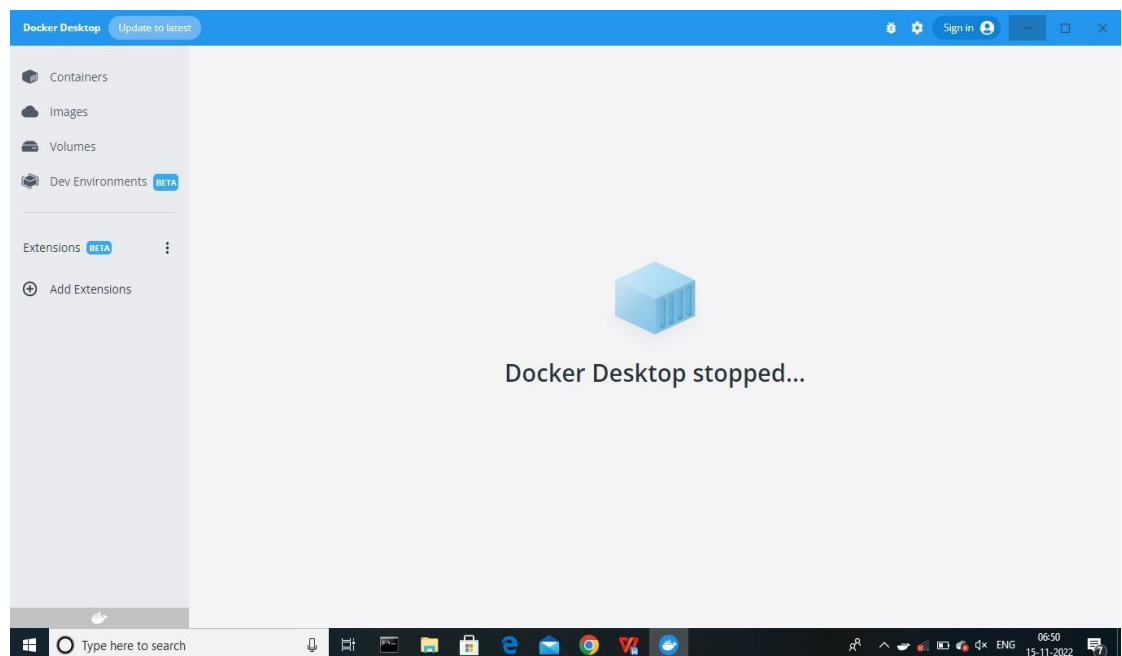 Docker Desktop
Update to latest
Sign in
Containers
Images
Volumes
Dev Environments BETA
Extensions BETA
Add Extensions
Docker Desktop stopped...
Type here to search
ENG
06:50
15-11-2022
7